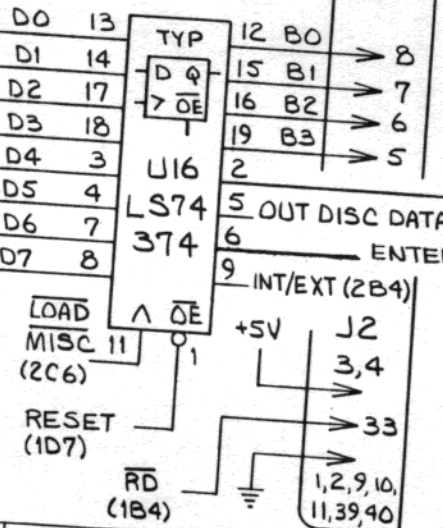 D0 13
D1 14
D2 17
D3 18
D4 3
D5 4
D6 7
D7 8
TYP
D Q
> OE
U16
LS74
374
Λ OE
12 B0
8
15 B1
7
16 B2
6
19 B3
5
2
5 OUT DISC DATA
6
ENTE
9 INT/EXT (2B4)
LOAD
MISC 11
(2C6)
1
RESET
(1D7)
RD
(1B4)
+5V
J2
3,4
33
1,2,9,10,
11,39,40